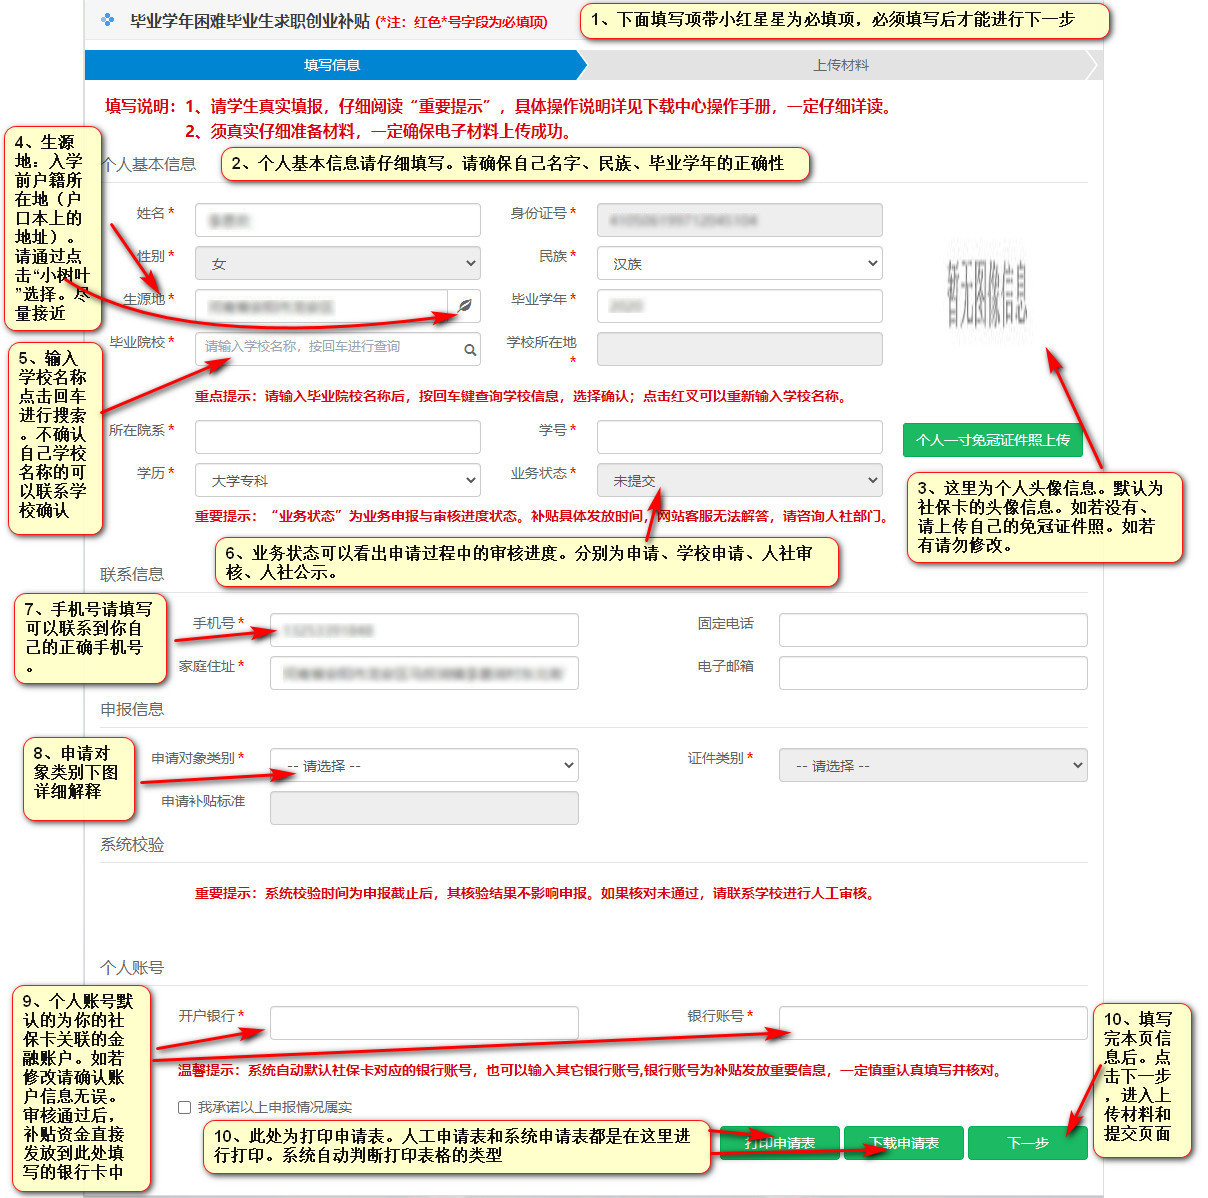 毕业学年困难毕业生求职创业补贴 (*注：红色*号字段为必填项)
1、下面填写项带小红星星为必填项，必须填写后才能进行下一步
填写信息
上传材料
填写说明：1、请学生真实填报，仔细阅读“重要提示”，具体操作说明详见下载中心操作手册，一定仔细详读。
2、须真实仔细准备材料，一定确保电子材料上传成功。
4、生源
地：入学
前户籍所
在地（户
口本上的
地址）。
请通过点
击“小树叶
”选择。尽
量接近
个人基本信息
2、个人基本信息请仔细填写。请确保自己名字、民族、毕业学年的正确性
姓名*
身份证号*
性别*
女
民族*
汉族
生源地*
毕业学年*
2020
暂无图像信息
毕业院校*
请输入学校名称，按回车进行查询
学校所在地
*
5、输入
学校名称
点击回车
进行搜索
。不确认
自己学校
名称的可
以联系学
校确认
重点提示：请输入毕业院校名称后，按回车键查询学校信息，选择确认；点击红叉可以重新输入学校名称。
所在院系*
学号*
个人一寸免冠证件照上传
学历*
大学专科
业务状态*
未提交
3、这里为个人头像信息。默认为
社保卡的头像信息。如若没有、
请上传自己的免冠证件照。如若
有请勿修改。
重要提示：“业务状态”为业务申报与审核进度状态。补贴具体发放时间，网站客服无法解答，请咨询人社部门。
6、业务状态可以看出申请过程中的审核进度。分别为申请、学校申请、人社审
核、人社公示。
联系信息
7、手机号请填写
可以联系到你自
己的正确手机号
。
手机号*
固定电话
家庭住址*
电子邮箱
申报信息
8、申请对
象类别下图
详细解释
申请对象类别*
-- 请选择 --
证件类别*
-- 请选择 --
申请补贴标准
系统校验
重要提示：系统校验时间为申报截止后，其核验结果不影响申报。如果核对未通过，请联系学校进行人工审核。
个人账号
9、个人账号默
认的为你的社
保卡关联的金
融账户。如若
修改请确认账
户信息无误。
审核通过后，
补贴资金直接
发放到此处填
写的银行卡中
开户银行*
银行账号*
温馨提示：系统自动默认社保卡对应的银行账号，也可以输入其它银行账号,银行账号为补贴发放重要信息，一定慎重认真填写并核对。
我承诺以上申报情况属实
10、填写
完本页信
息后。点
击下一步
，进入上
传材料和
提交页面
10、此处为打印申请表。人工申请表和系统申请表都是在这里进
行打印。系统自动判断打印表格的类型
打印申请表
下载申请表
下一步